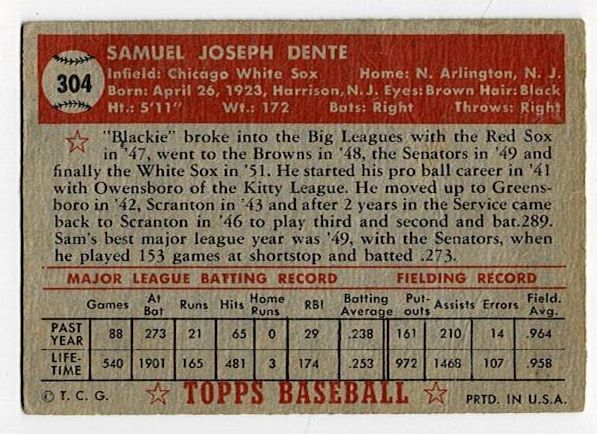 304
SAMUEL JOSEPH DENTE
Infield: Chicago White Sox Home: N. Arlington, N. J.
Born: April 26, 1923, Harrison, N. J. Eyes: Brown Hair: Black
Ht.: 5'11" Wt.: 172 Bats: Right Throws: Right
"Blackie" broke into the Big Leagues with the Red Sox
in '47, went to the Browns in '48, the Senators in '49 and
finally the White Sox in '51. He started his pro ball career in '41
with Owensboro of the Kitty League. He moved up to Greens-
boro in '42, Scranton in '43 and after 2 years in the Service came
back to Scranton in '46 to play third and second and bat .289.
Sam's best major league year was '49, with the Senators, when
he played 153 games at shortstop and batted .273.
MAJOR LEAGUE BATTING RECORD FIELDING RECORD
Games At Bat Runs Hits Home Runs RBI Batting Average Put-outs Assists Errors Field. Avg.
PAST YEAR 88 273 21 65 0 29 .238 161 210 14 .964
LIFE-TIME 540 1901 165 481 3 174 .253 972 1468 107 .958
© T. C. G. TOPPS BASEBALL PRTD. IN U.S.A.